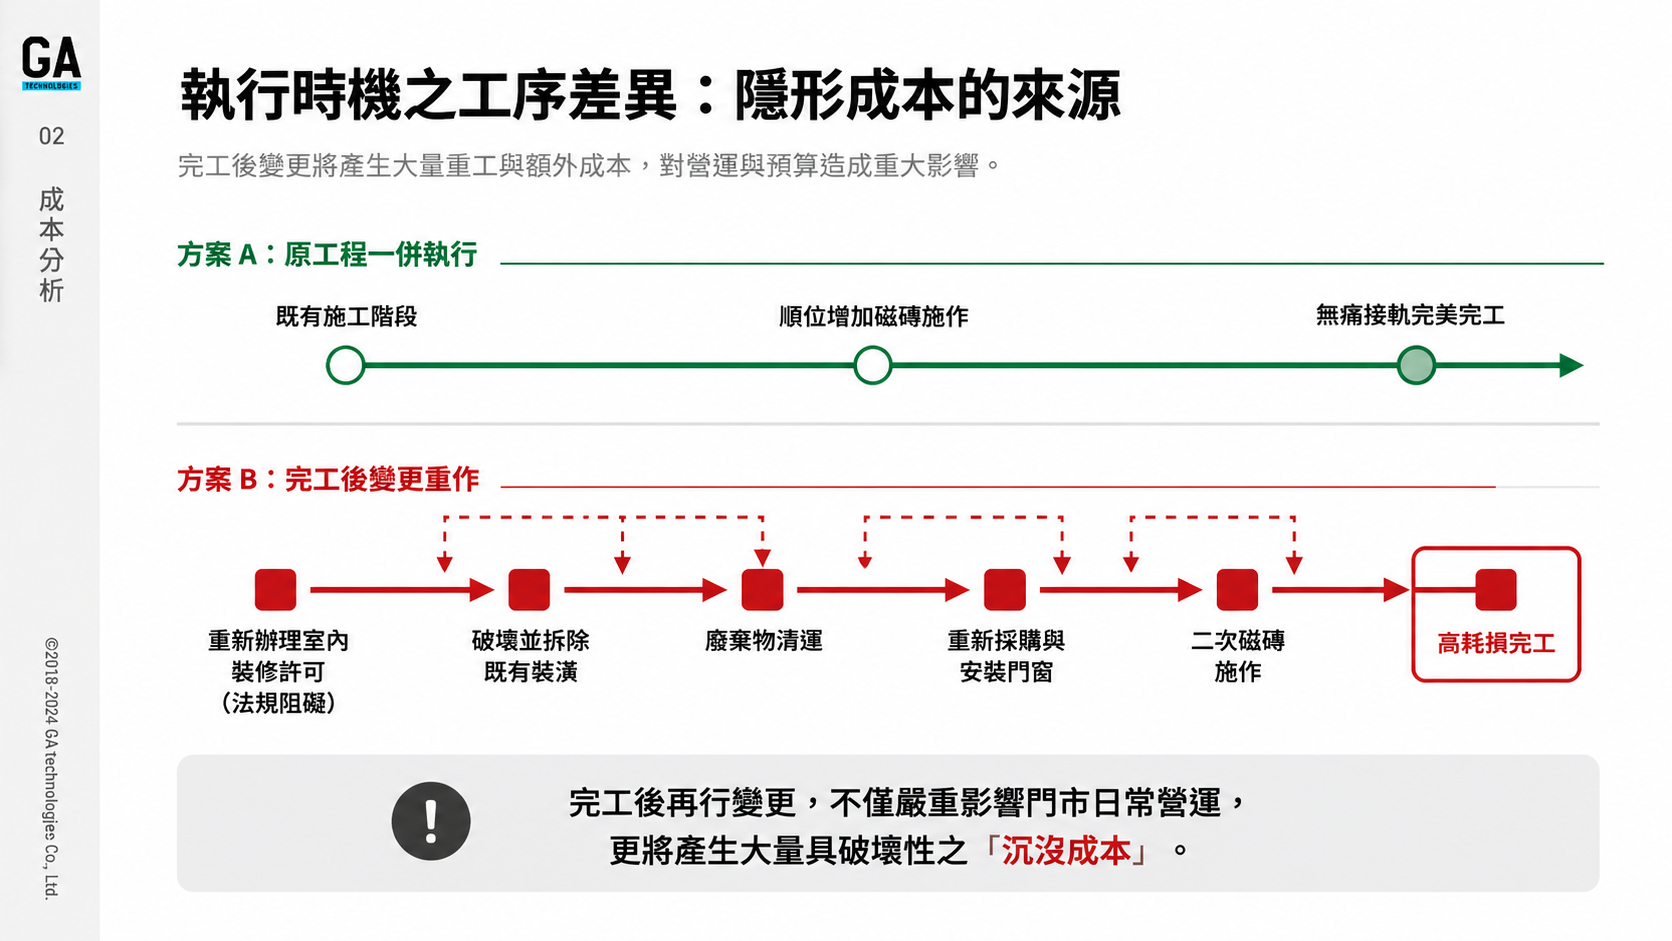 GA
TECHNOLOGIES
02
成本分析
©2018-2024 GA technologies Co., Ltd.
執行時機之工序差異：隱形成本的來源
完工後變更將產生大量重工與額外成本，對營運與預算造成重大影響。
方案 A：原工程一併執行
既有施工階段
順位增加磁磚施作
無痛接軌完美完工
方案 B：完工後變更重作
重新辦理室內
裝修許可
（法規阻礙）
破壞並拆除
既有裝潢
廢棄物清運
重新採購與
安裝門窗
二次磁磚
施作
高耗損完工
!
完工後再行變更，不僅嚴重影響門市日常營運，
更將產生大量具破壞性之「沉沒成本」。